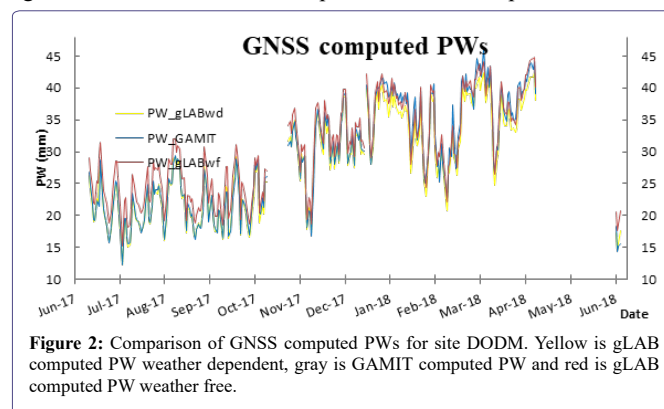 GNSS computed PWs
PW (mm)
45
40
35
30
25
20
15
10
PW_gLABwd
PW_GAMIT
PW_gLABwf
45
40
35
30
25
20
15
10
Jun-17
Jul-17
Aug-17
Sep-17
Oct-17
Nov-17
Dec-17
Jan-18
Feb-18
Mar-18
Apr-18
May-18
Jun-18
Date
Figure 2: Comparison of GNSS computed PWs for site DODM. Yellow is gLAB
computed PW weather dependent, gray is GAMIT computed PW and red is gLAB
computed PW weather free.